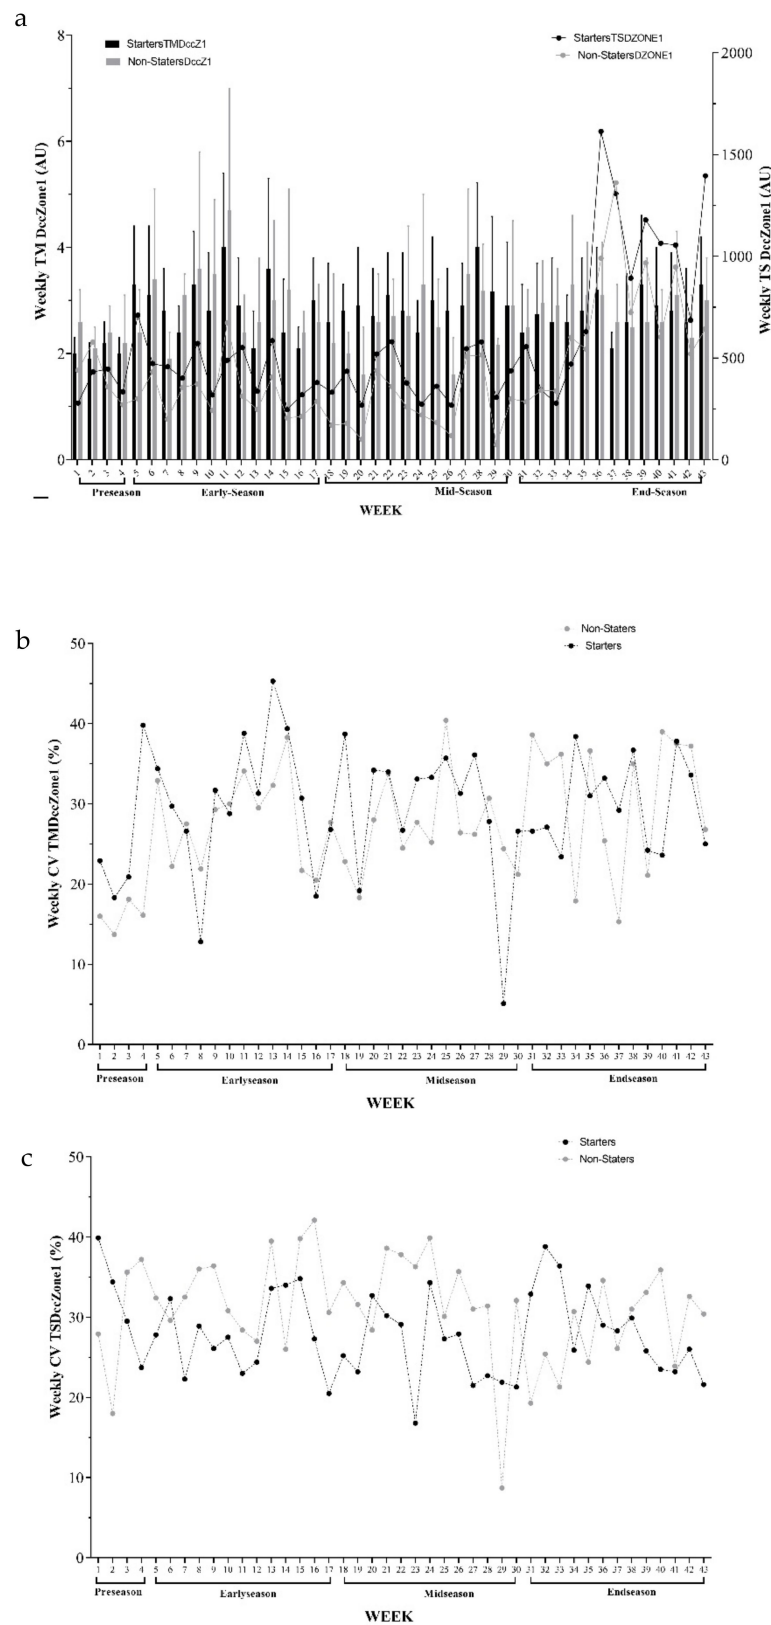 a
8
6
4
2
0
Weekly TM DccZone1 (AU)
StartersTMDccZ1
Non-StatersDccZ1
StartersTSDZONE1
Non-StatersDZONE1
2000
1500
1000
500
0
Weekly TS DccZone1 (AU)
1 2 3 4 5 6 7 8 9 10 11 12 13 14 15 16 17 18 19 20 21 22 23 24 25 26 27 28 29 30 31 32 33 34 35 36 37 38 39 40 41 42 43
Preseason Early-Season Mid-Season End-Season
WEEK
b
50
40
30
20
10
0
Weekly CV TMDccZone1 (%)
Non-Staters
Starters
1 2 3 4 5 6 7 8 9 10 11 12 13 14 15 16 17 18 19 20 21 22 23 24 25 26 27 28 29 30 31 32 33 34 35 36 37 38 39 40 41 42 43
Preseason Earlyseason Midseason Endseason
WEEK
c
50
40
30
20
10
0
Weekly CV TSDccZone1 (%)
Starters
Non-Staters
1 2 3 4 5 6 7 8 9 10 11 12 13 14 15 16 17 18 19 20 21 22 23 24 25 26 27 28 29 30 31 32 33 34 35 36 37 38 39 40 41 42 43
Preseason Earlyseason Midseason Endseason
WEEK